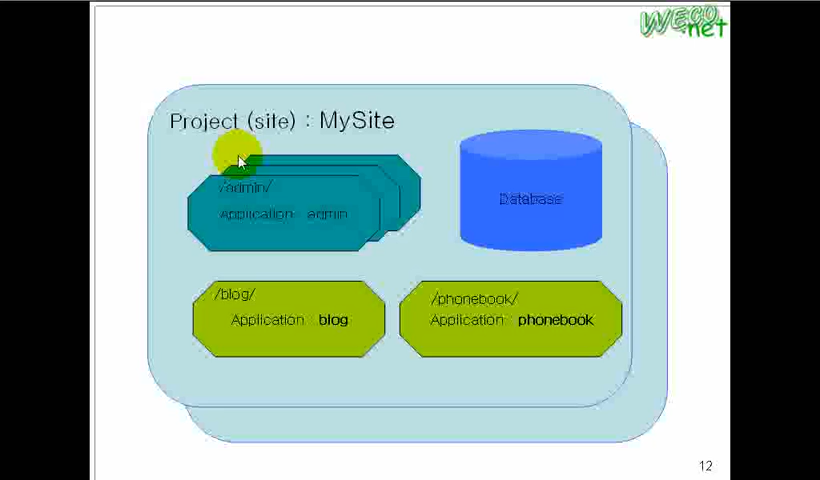 WECO
.net
Project (site) : MySite
/admin/
Application admin
Database
/blog/
Application blog
/phonebook/
Application phonebook
12